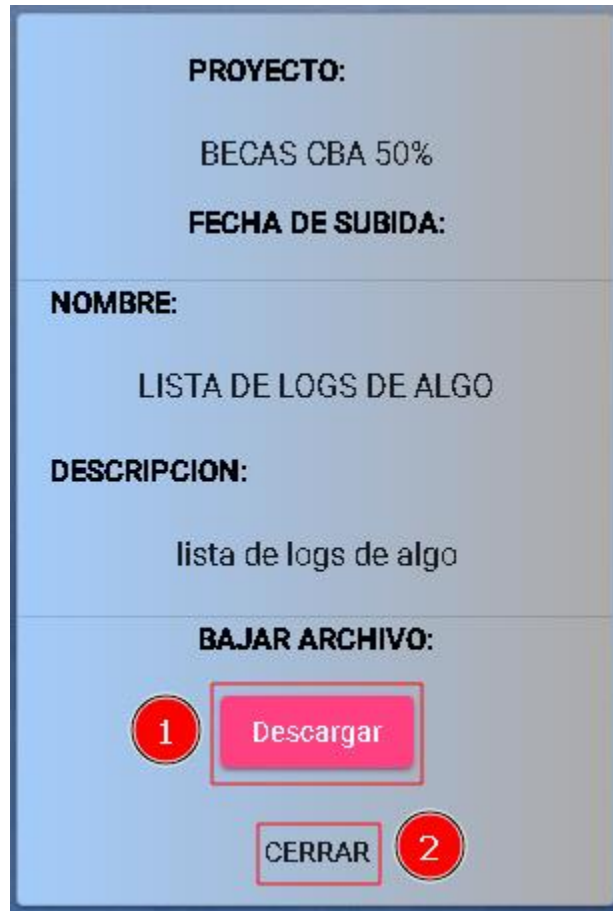 PROYECTO:
BECAS CBA 50%
FECHA DE SUBIDA:
NOMBRE:
LISTA DE LOGS DE ALGO
DESCRIPCION:
lista de logs de algo
BAJAR ARCHIVO:
1 Descargar
CERRAR 2